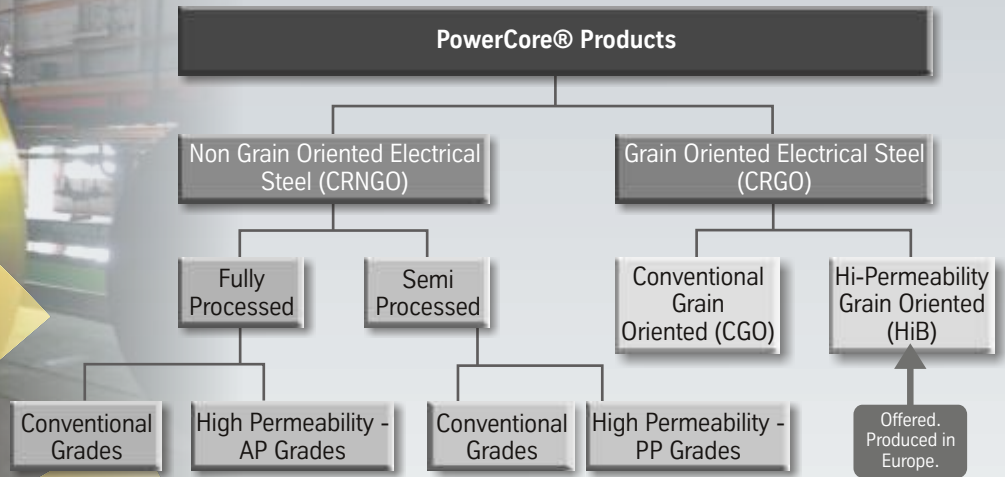 PowerCore® Products
Non Grain Oriented Electrical
Steel (CRNGO)
Grain Oriented Electrical Steel
(CRGO)
Fully
Processed
Semi
Processed
Conventional
Grain
Oriented (CGO)
Hi-Permeability
Grain Oriented
(HiB)
Conventional
Grades
High Permeability -
AP Grades
Conventional
Grades
High Permeability -
PP Grades
Offered.
Produced in
Europe.